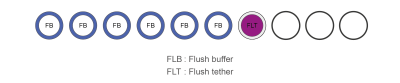 FB FB FB FB FB FB FLT
FLB : Flush buffer
FLT : Flush tether